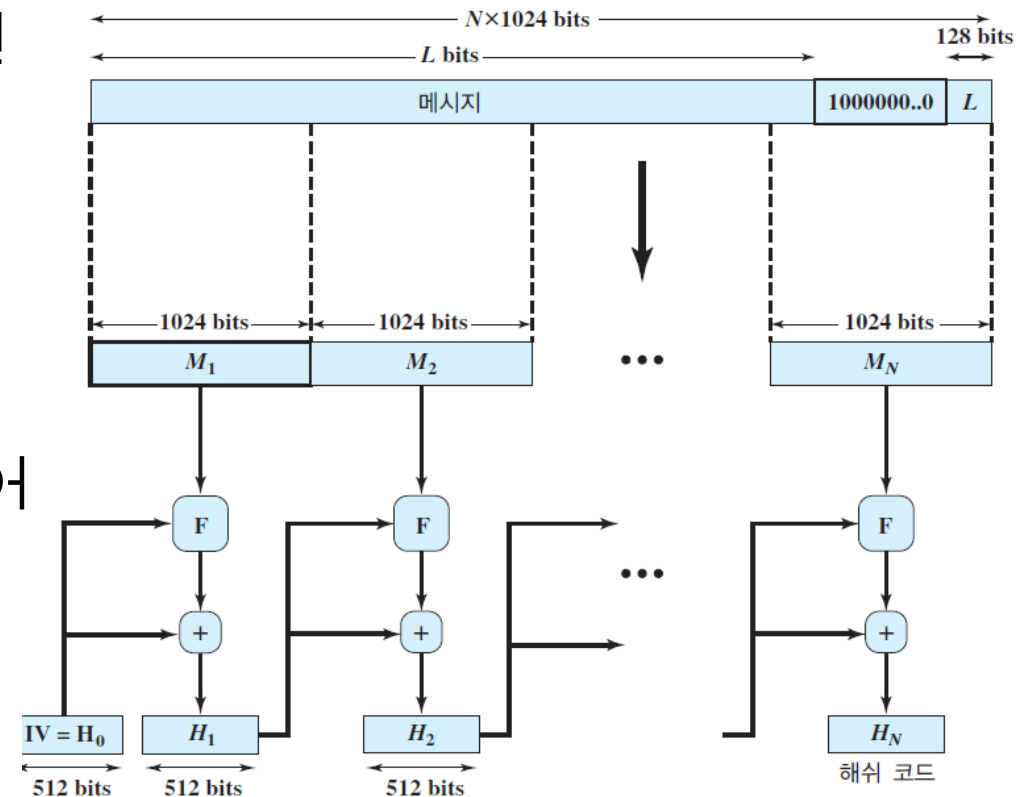 N×1024 bits
L bits
128 bits
메시지
1000000..0
L
1024 bits
1024 bits
1024 bits
M1
M2
•••
MN
F
F
F
•••
+
+
+
IV = H0
H1
H2
HN
512 bits
512 bits
512 bits
해쉬 코드